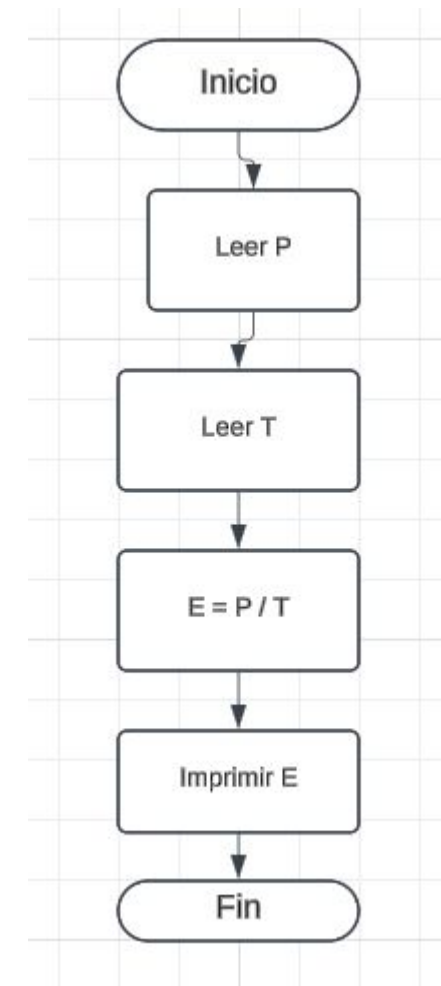 Inicio
Leer P
Leer T
E = P / T
Imprimir E
Fin